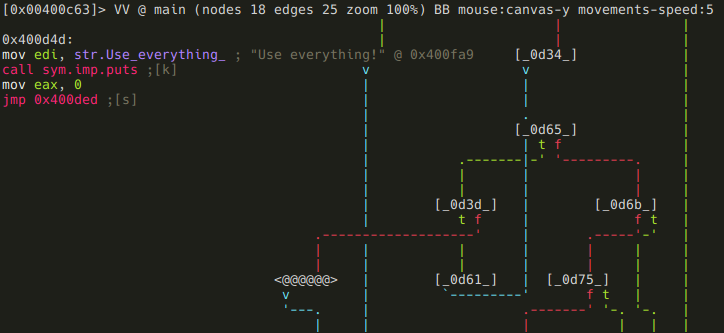 [0x00400c63]> VV @ main (nodes 18 edges 25 zoom 100%) BB mouse:canvas-y movements-speed:5
0x400d4d:
mov edi, str.Use_everything_ ; "Use everything!" @ 0x400fa9
[_0d34_]
call sym.imp.puts ;[k]
v
v
mov eax, 0
jmp 0x400ded ;[s]
[_0d65_]
t f
[_0d3d_]
[_0d6b_]
t f
f t
<@@@@@@>
[_0d61_]
[_0d75_]
v
f t